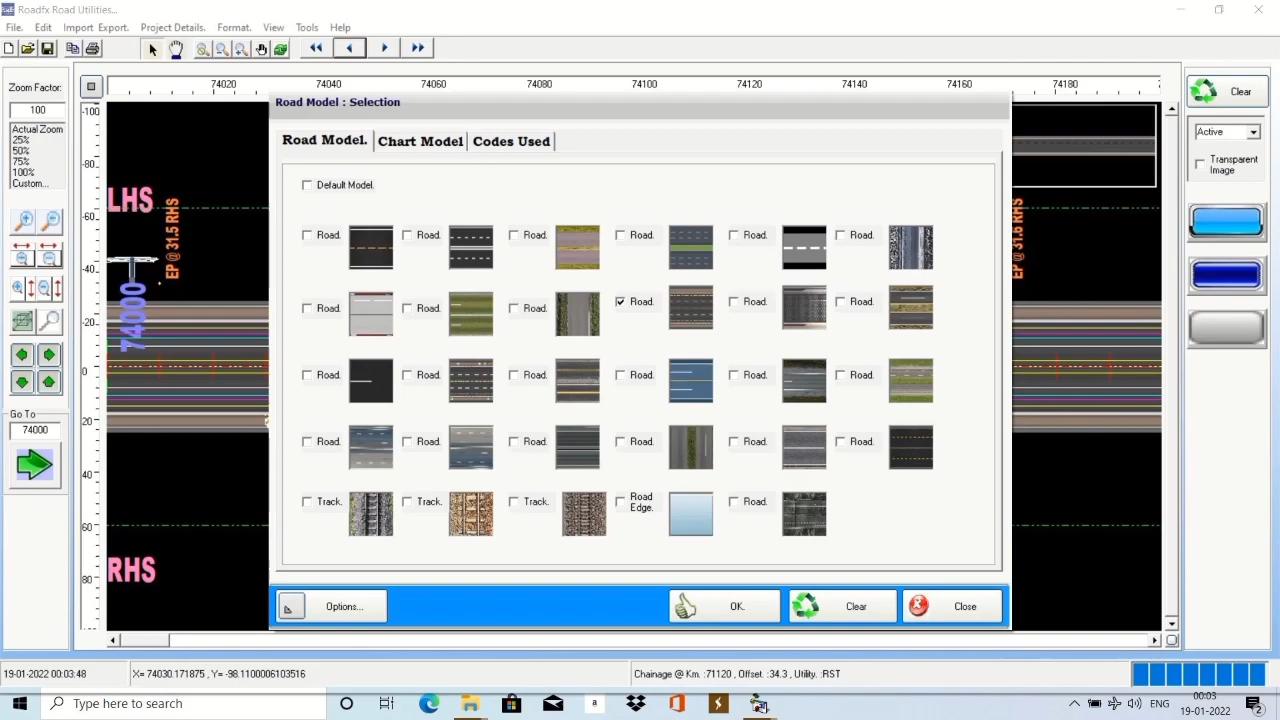 Roadfx Road Utilities...
File. Edit Import Export. Project Details. Format. View Tools Help
Zoom Factor:
100
Actual Zoom
25%
50%
75%
100%
Custom...
Go To
74000
74020 74040 74060 74080 74100 74120 74140 74160 74180
-100
-80
-60
-40
-20
0
20
40
60
80
LHS
EP @ 31.5 RHS
74000
RHS
EP @ 31.6 RHS
Road Model : Selection
Road Model. Chart Model Codes Used
Default Model.
Road. Road. Road. Road. Road. Road.
Road. Road. Road. Road. Road. Road.
Road. Road. Road. Road. Road. Road.
Road. Road. Road. Road. Road. Road.
Track. Track. Track. Road Edge. Road.
Options... OK. Clear Close
Clear
Active
Transparent
Image
19-01-2022 00:03:48 X= 74030.171875 , Y= -98.1100006103516 Chainage @ Km. :71120 , Offset. :34.3 , Utility. :RST
Type here to search
a
ENG
00:03
19-01-2022
2